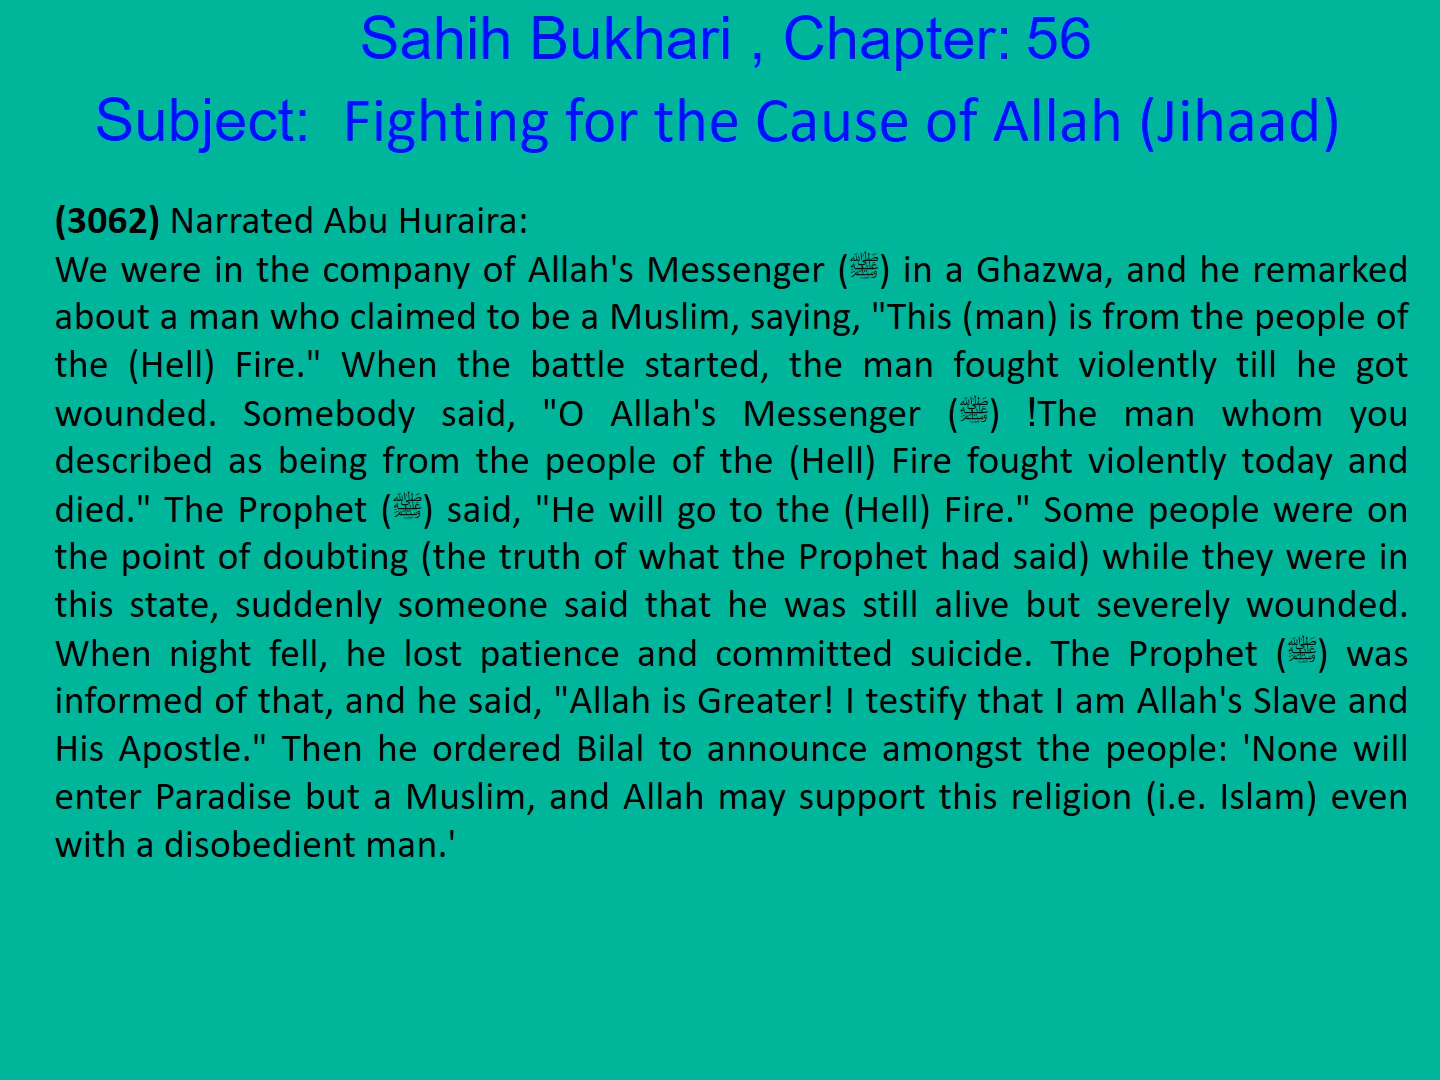 Sahih Bukhari , Chapter: 56
Subject:  Fighting for the Cause of Allah (Jihaad)
(3062) Narrated Abu Huraira:
We were in the company of Allah's Messenger (ﷺ) in a Ghazwa, and he remarked
about a man who claimed to be a Muslim, saying, "This (man) is from the people of
the (Hell) Fire." When the battle started, the man fought violently till he got
wounded. Somebody said, "O Allah's Messenger (ﷺ) !The man whom you
described as being from the people of the (Hell) Fire fought violently today and
died." The Prophet (ﷺ) said, "He will go to the (Hell) Fire." Some people were on
the point of doubting (the truth of what the Prophet had said) while they were in
this state, suddenly someone said that he was still alive but severely wounded.
When night fell, he lost patience and committed suicide. The Prophet (ﷺ) was
informed of that, and he said, "Allah is Greater! I testify that I am Allah's Slave and
His Apostle." Then he ordered Bilal to announce amongst the people: 'None will
enter Paradise but a Muslim, and Allah may support this religion (i.e. Islam) even
with a disobedient man.'